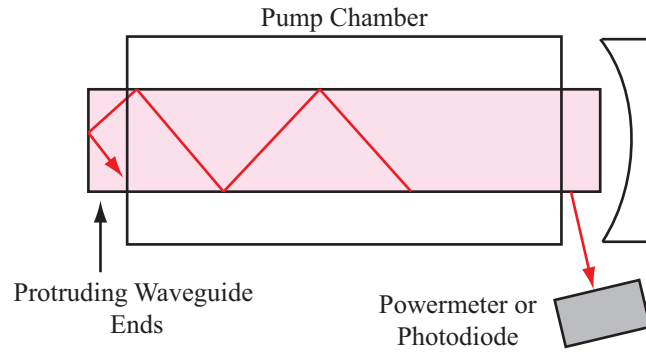 Pump Chamber
Protruding Waveguide
Ends
Powermeter or
Photodiode